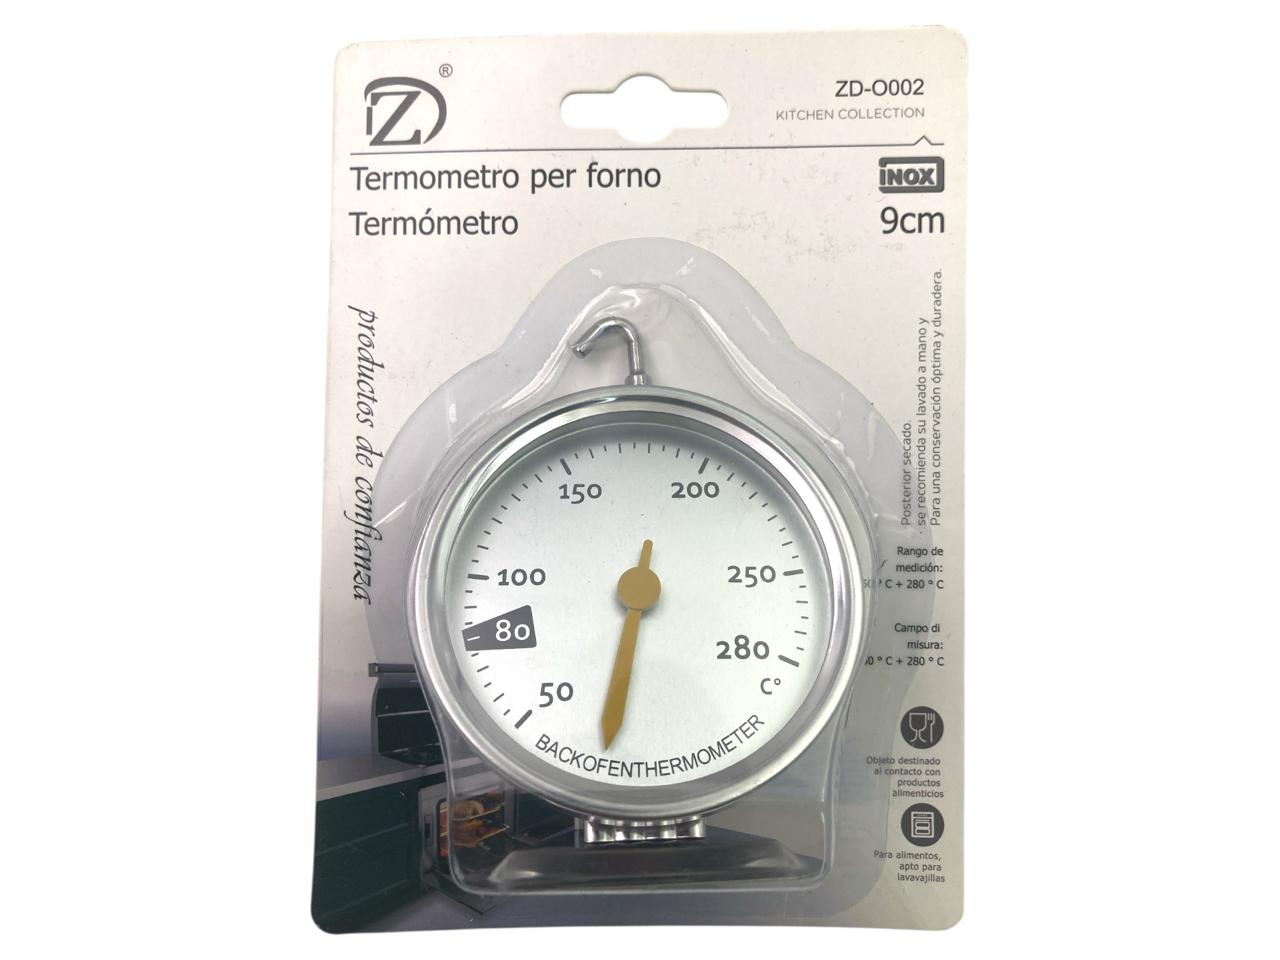 Z
®
ZD-O002
KITCHEN COLLECTION
Termometro per forno
INOX
Termómetro
9cm
productos de confianza
Posterior secado.
se recomienda su lavado a mano y
Para una conservación óptima y duradera.
150
200
100
250
80
280
50
C°
BACKOFENTHERMOMETER
Rango de
medición:
° C + 280 ° C
Campo di
misura:
° C + 280 ° C
Objeto destinado
al contacto con
productos
alimenticios
Para alimentos,
apto para
lavavajillas